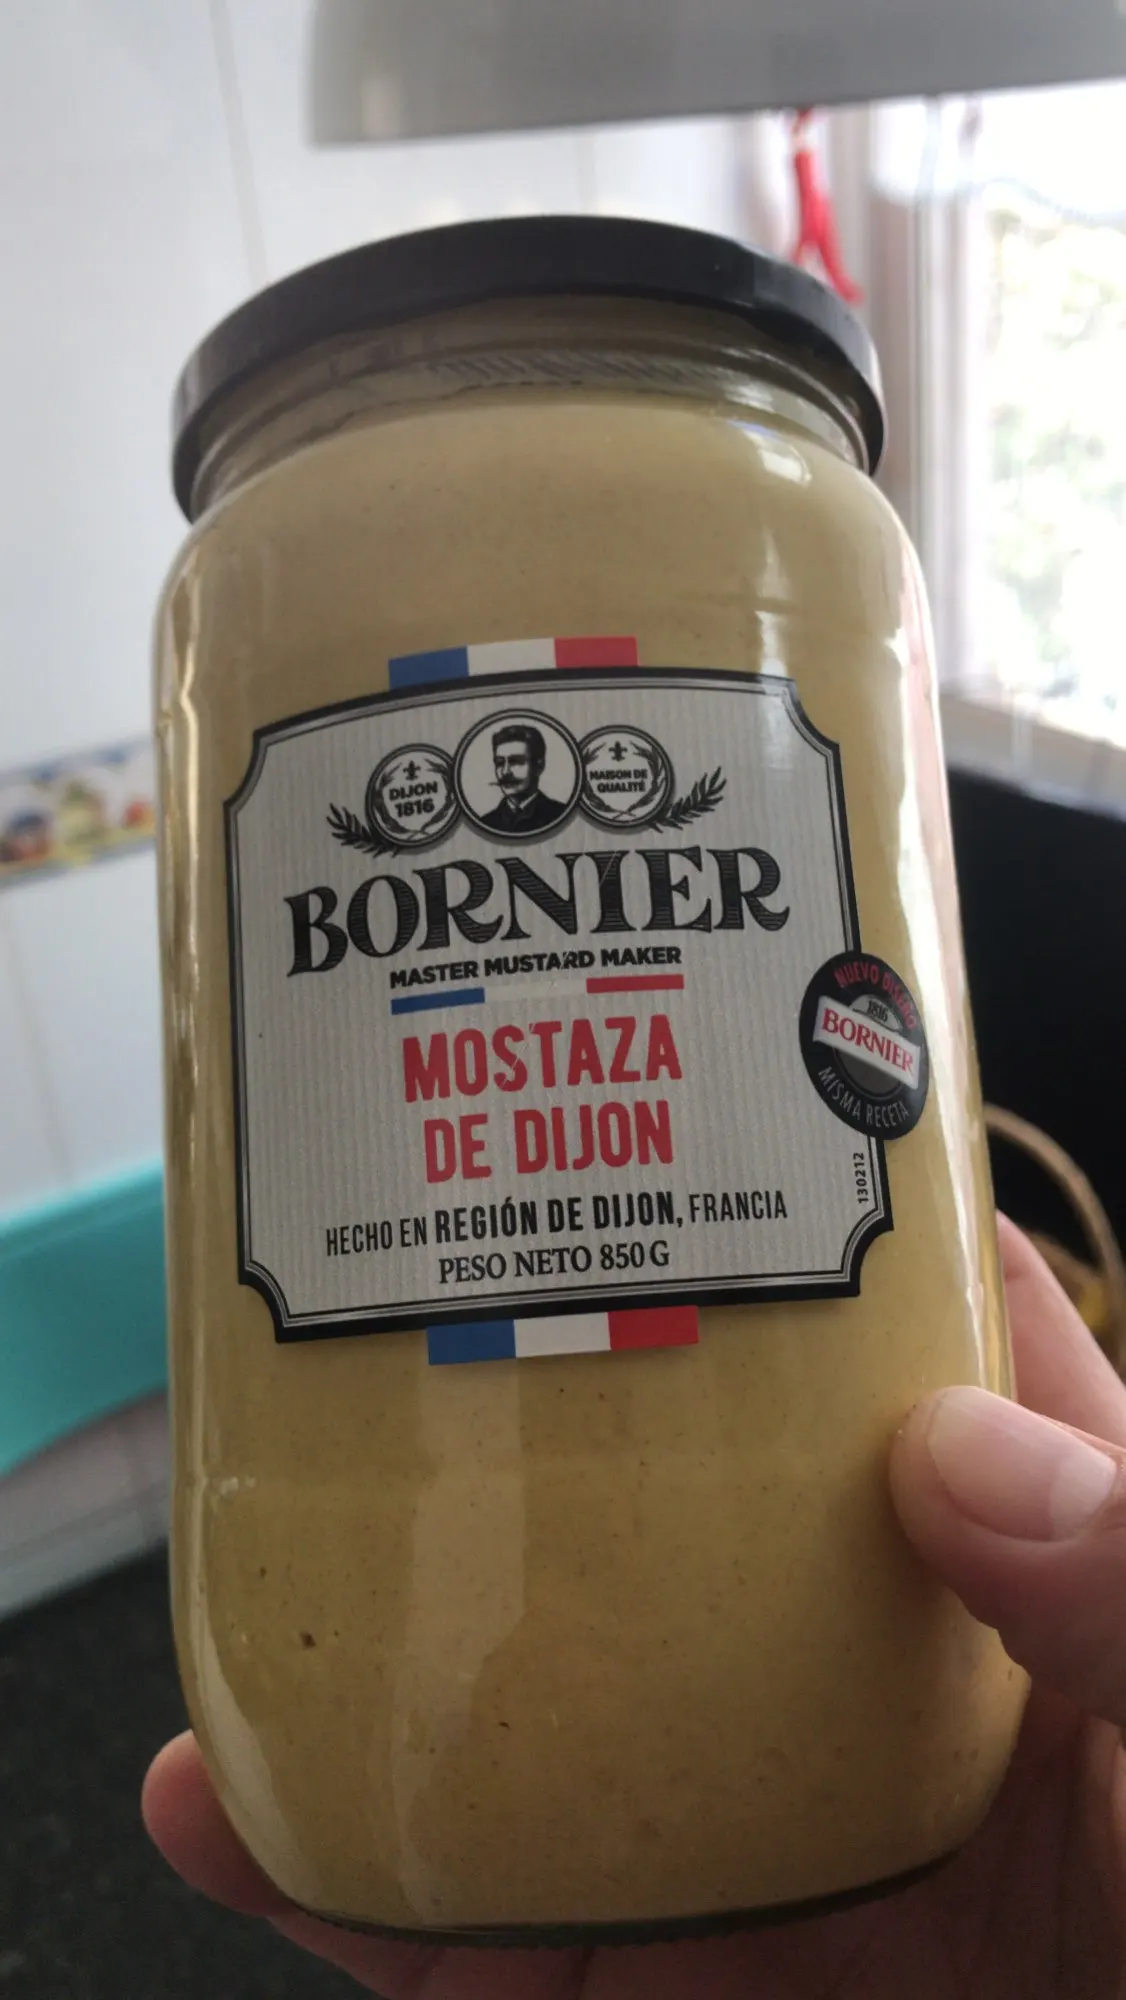 DIJON
1816
MAISON DE
QUALITÉ
BORNIER
MASTER MUSTARD MAKER
MOSTAZA
DE DIJON
HECHO EN REGIÓN DE DIJON, FRANCIA
PESO NETO 850 G
NUEVO DISEÑO
1816
BORNIER
MISMA RECETA
130212